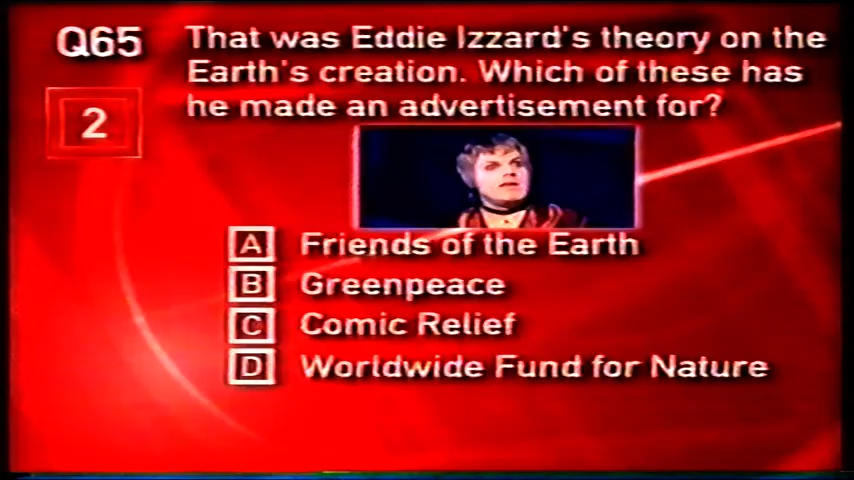 Q65
That was Eddie Izzard's theory on the
Earth's creation. Which of these has
he made an advertisement for?
2
A Friends of the Earth
B Greenpeace
C Comic Relief
D Worldwide Fund for Nature